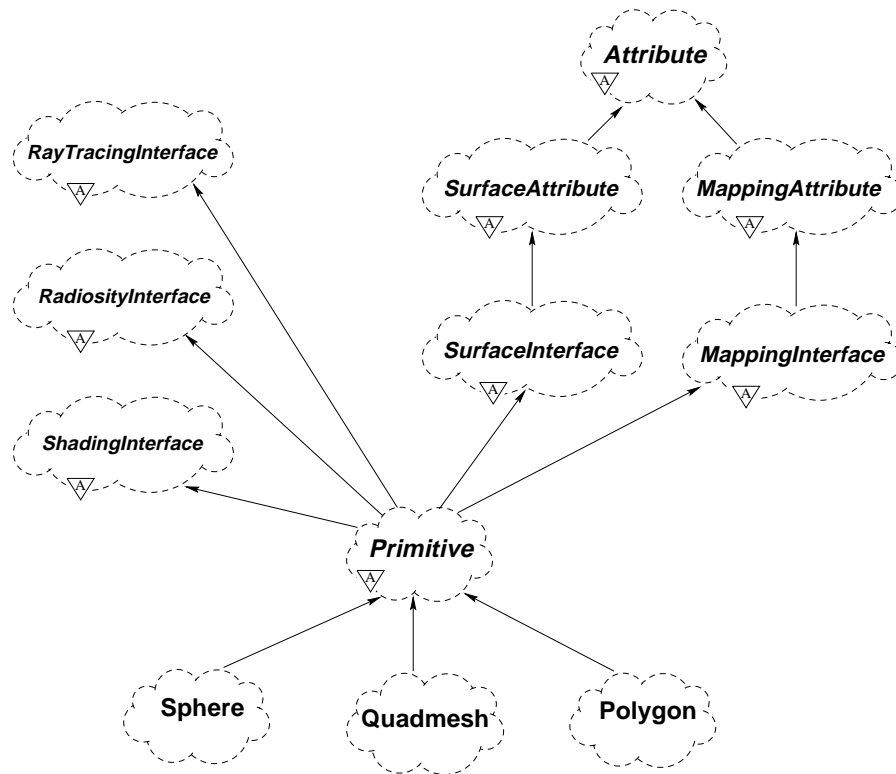 Attribute
A
RayTracingInterface
A
SurfaceAttribute
A
MappingAttribute
A
RadiosityInterface
A
SurfaceInterface
A
MappingInterface
A
ShadingInterface
A
Primitive
A
Sphere
Quadmesh
Polygon